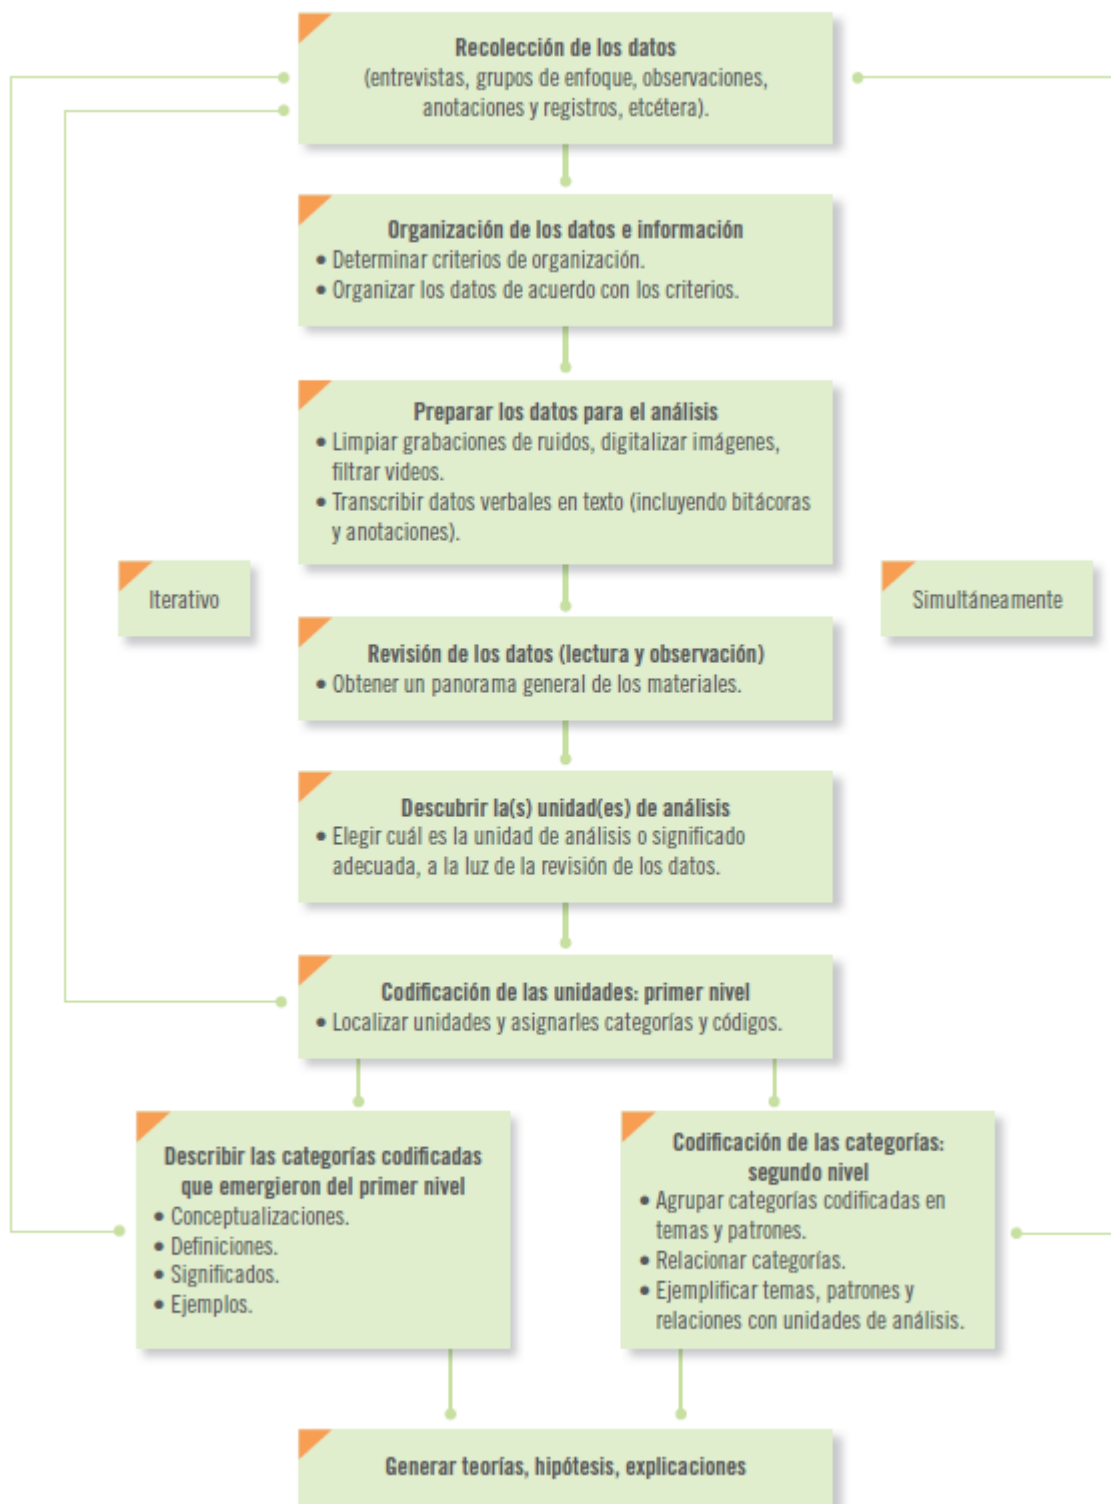 Recolección de los datos
(entrevistas, grupos de enfoque, observaciones,
anotaciones y registros, etcétera).
Organización de los datos e información
• Determinar criterios de organización.
• Organizar los datos de acuerdo con los criterios.
Preparar los datos para el análisis
• Limpiar grabaciones de ruidos, digitalizar imágenes,
filtrar videos.
• Transcribir datos verbales en texto (incluyendo bitácoras
y anotaciones).
Iterativo
Simultáneamente
Revisión de los datos (lectura y observación)
• Obtener un panorama general de los materiales.
Descubrir la(s) unidad(es) de análisis
• Elegir cuál es la unidad de análisis o significado
adecuada, a la luz de la revisión de los datos.
Codificación de las unidades: primer nivel
• Localizar unidades y asignarles categorías y códigos.
Describir las categorías codificadas
que emergieron del primer nivel
• Conceptualizaciones.
• Definiciones.
• Significados.
• Ejemplos.
Codificación de las categorías:
segundo nivel
• Agrupar categorías codificadas en
temas y patrones.
• Relacionar categorías.
• Ejemplificar temas, patrones y
relaciones con unidades de análisis.
Generar teorías, hipótesis, explicaciones